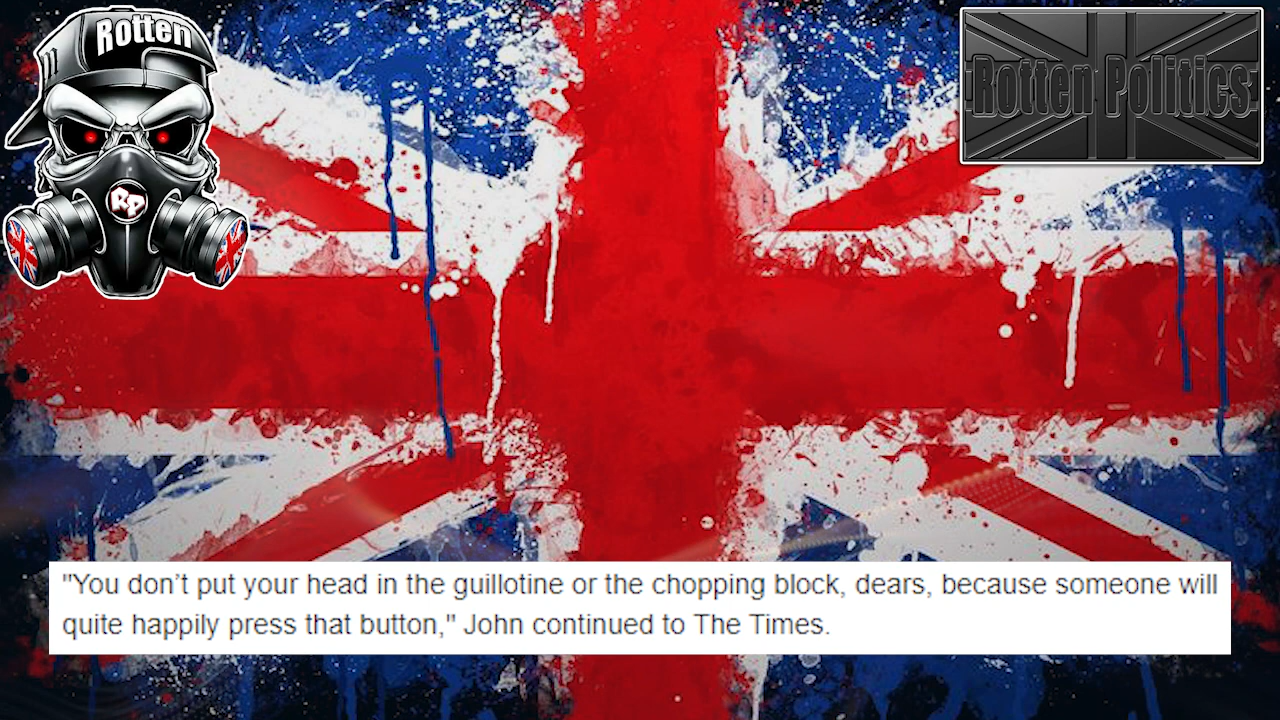 Rotten
Rotten Politics
RP
"You don’t put your head in the guillotine or the chopping block, dears, because someone will
quite happily press that button," John continued to The Times.